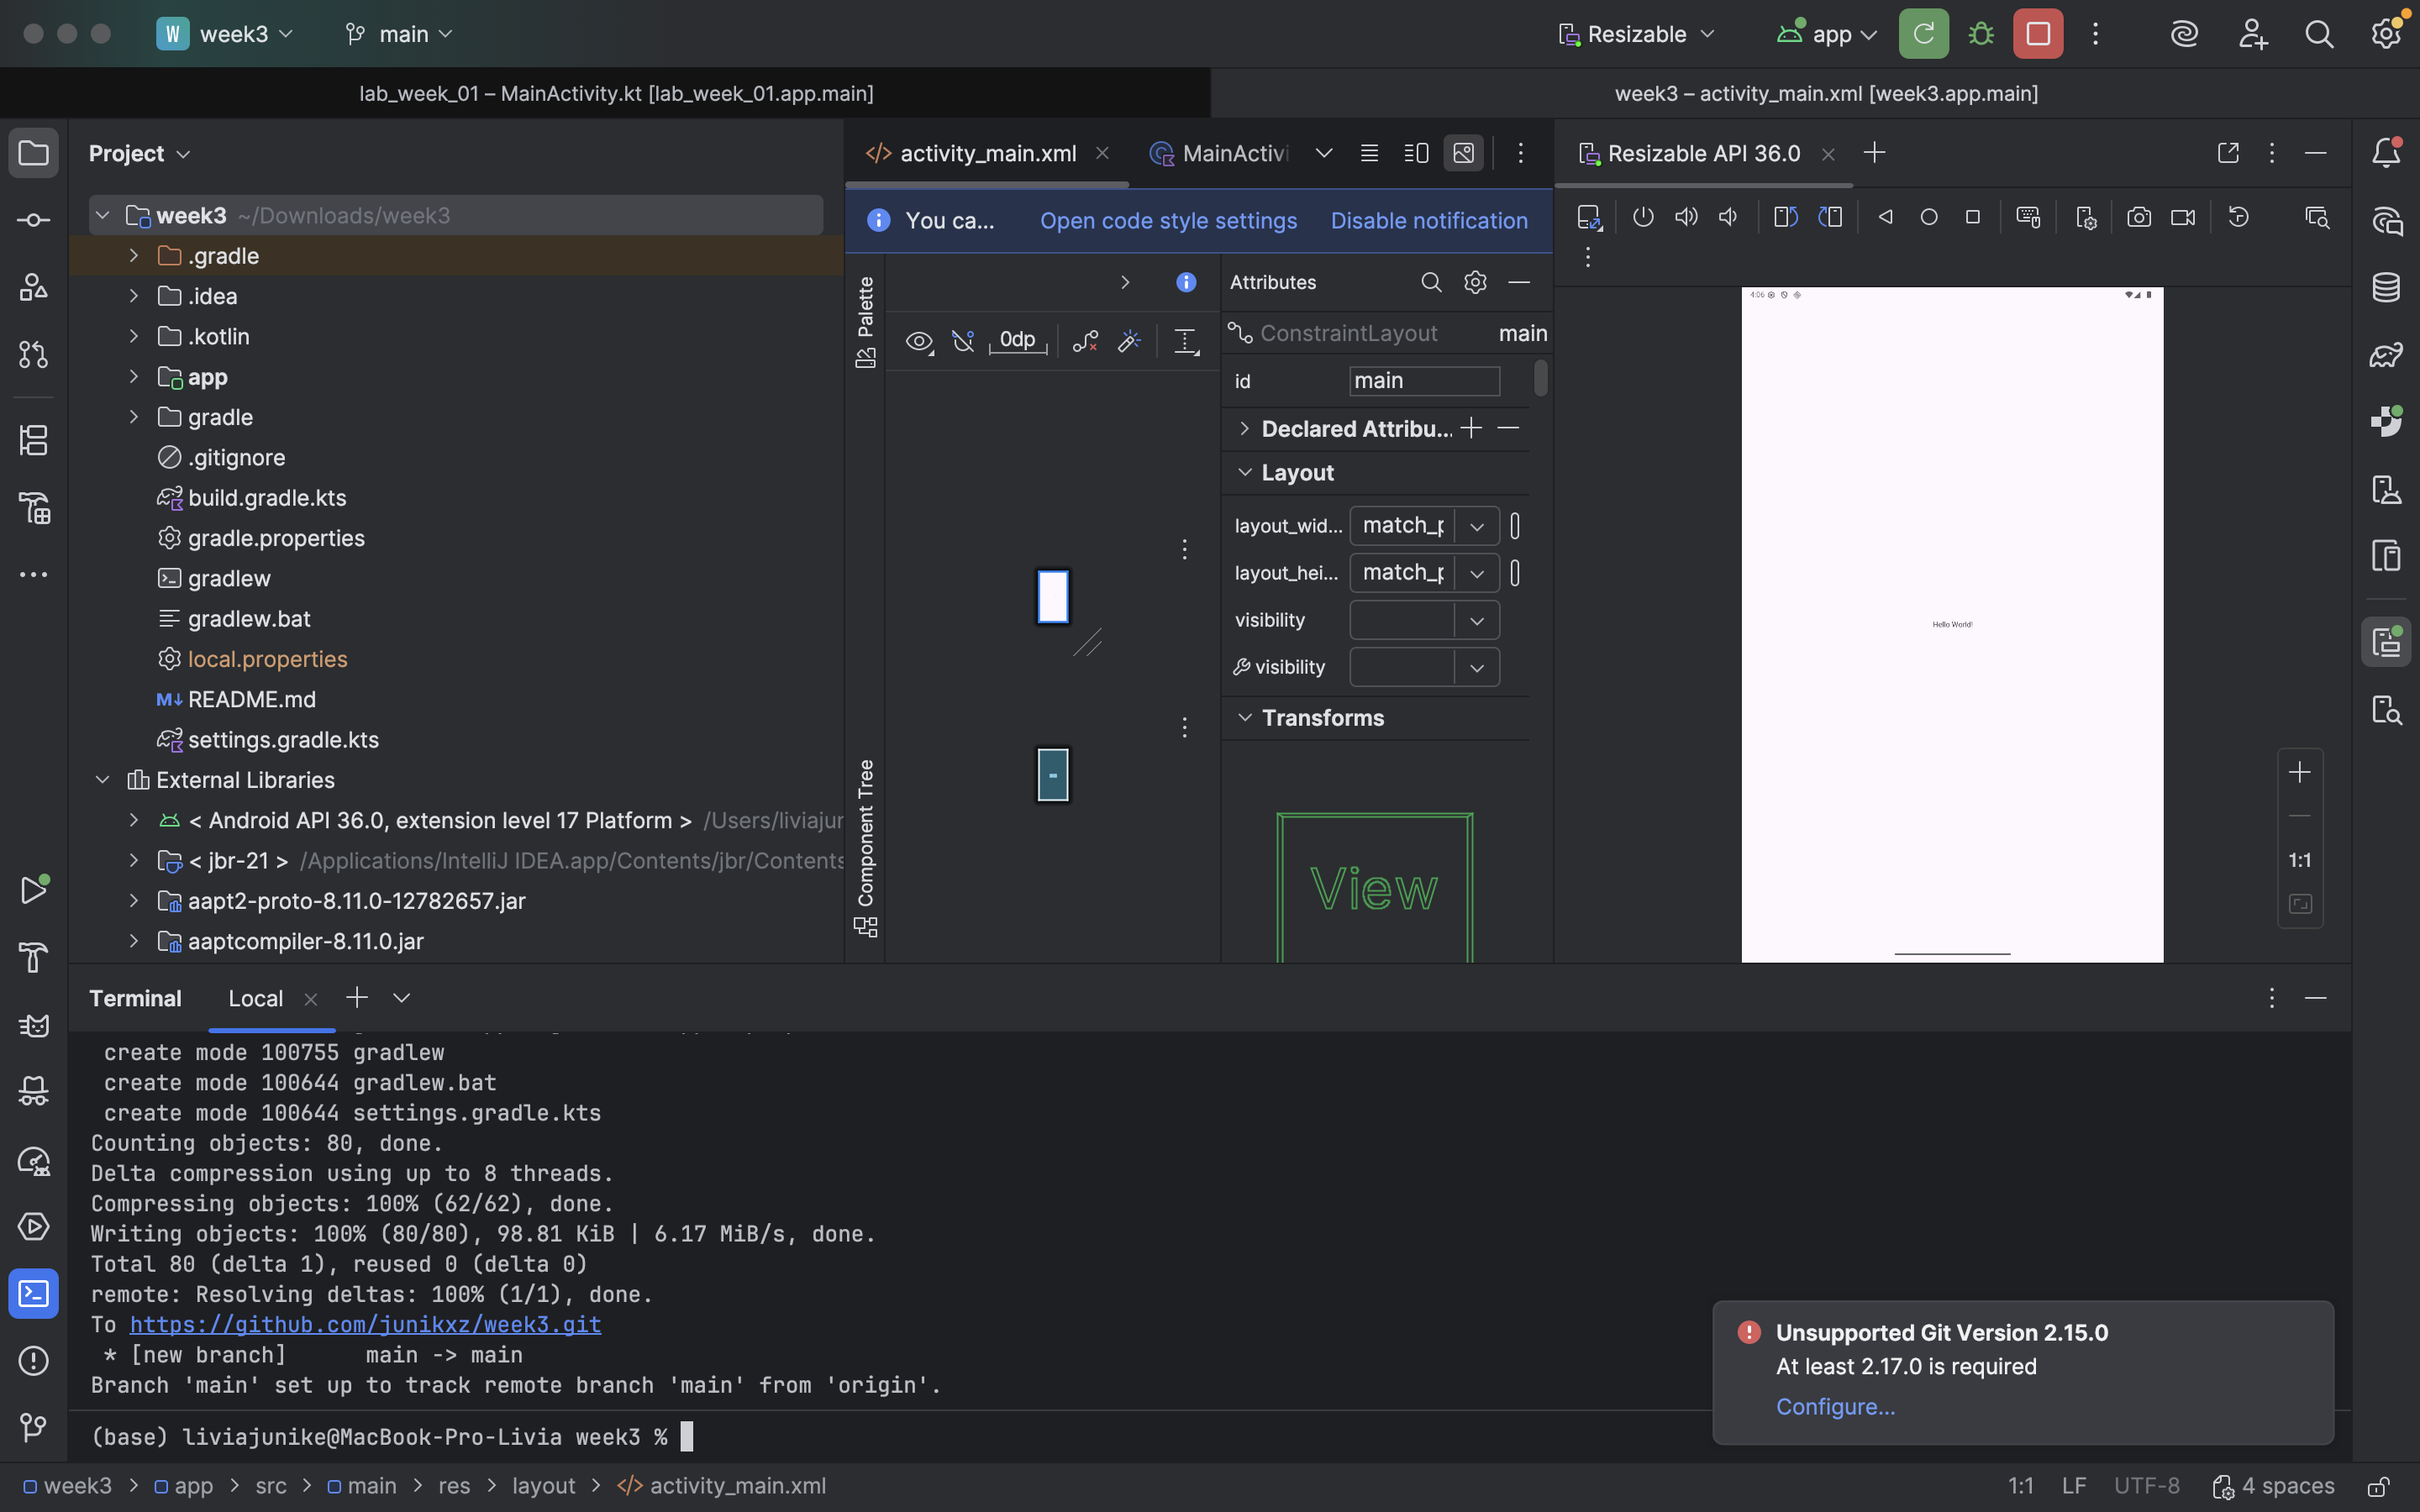 W week3 main Resizable app
lab_week_01 – MainActivity.kt [lab_week_01.app.main] week3 – activity_main.xml [week3.app.main]
Project
week3 ~/Downloads/week3
.gradle
.idea
.kotlin
app
gradle
.gitignore
build.gradle.kts
gradle.properties
gradlew
gradlew.bat
local.properties
M↓ README.md
settings.gradle.kts
External Libraries
< Android API 36.0, extension level 17 Platform > /Users/liviajur
< jbr-21 > /Applications/IntelliJ IDEA.app/Contents/jbr/Contents
aapt2-proto-8.11.0-12782657.jar
aaptcompiler-8.11.0.jar
activity_main.xml MainActivi
You ca... Open code style settings Disable notification
Palette
0dp
Component Tree
Attributes
ConstraintLayout main
id main
Declared Attribu...
Layout
layout_wid... match_p
layout_hei... match_p
visibility
visibility
Transforms
View
Resizable API 36.0
4:06
Hello World!
1:1
Terminal Local
create mode 100755 gradlew
create mode 100644 gradlew.bat
create mode 100644 settings.gradle.kts
Counting objects: 80, done.
Delta compression using up to 8 threads.
Compressing objects: 100% (62/62), done.
Writing objects: 100% (80/80), 98.81 KiB | 6.17 MiB/s, done.
Total 80 (delta 1), reused 0 (delta 0)
remote: Resolving deltas: 100% (1/1), done.
To https://github.com/junikxz/week3.git
* [new branch] main -> main
Branch 'main' set up to track remote branch 'main' from 'origin'.
(base) liviajunike@MacBook-Pro-Livia week3 %
Unsupported Git Version 2.15.0
At least 2.17.0 is required
Configure...
week3 > app > src > main > res > layout > </> activity_main.xml 1:1 LF UTF-8 4 spaces